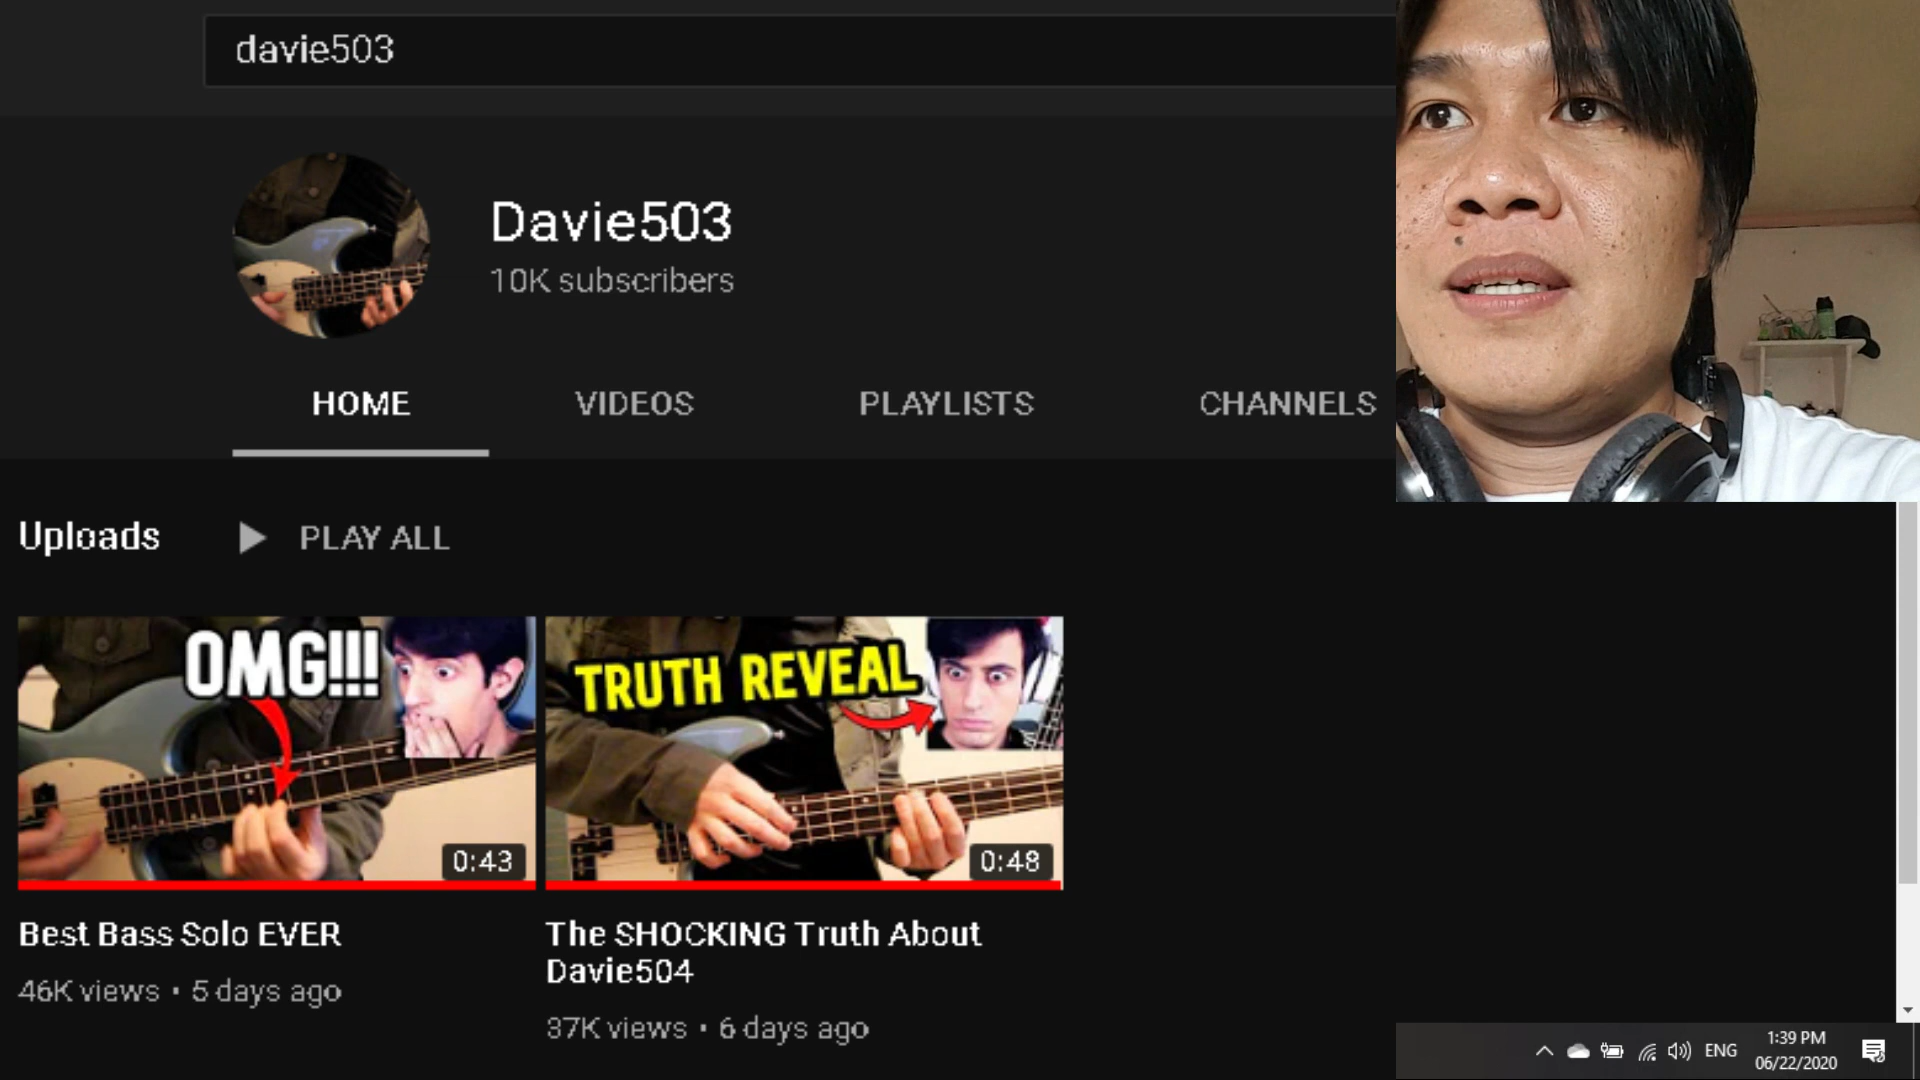 davie503
Davie503
10K subscribers
HOME
VIDEOS
PLAYLISTS
CHANNELS
Uploads
PLAY ALL
OMG!!!
0:43
TRUTH REVEAL
0:48
Best Bass Solo EVER
46K views • 5 days ago
The SHOCKING Truth About
Davie504
37K views • 6 days ago
ENG
1:39 PM
06/22/2020